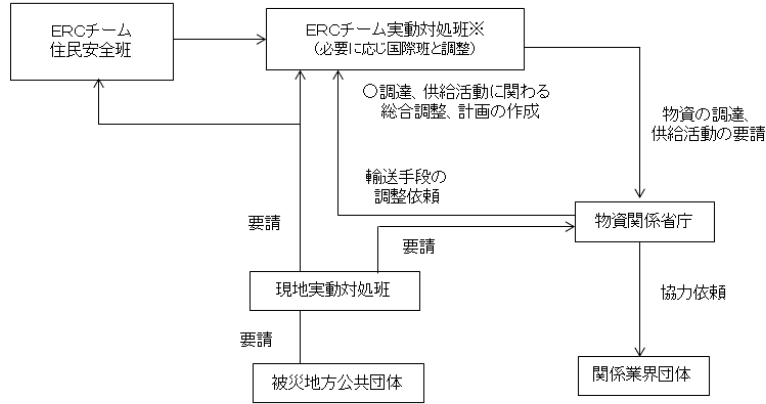 ERCチーム
住民安全班
ERCチーム実動対処班※
(必要に応じ国際班と調整)
○調達、供給活動に関わる
総合調整、計画の作成
物資の調達、
供給活動の要請
輸送手段の
調整依頼
物資関係省庁
要請
要請
現地実動対処班
協力依頼
要請
被災地方公共団体
関係業界団体